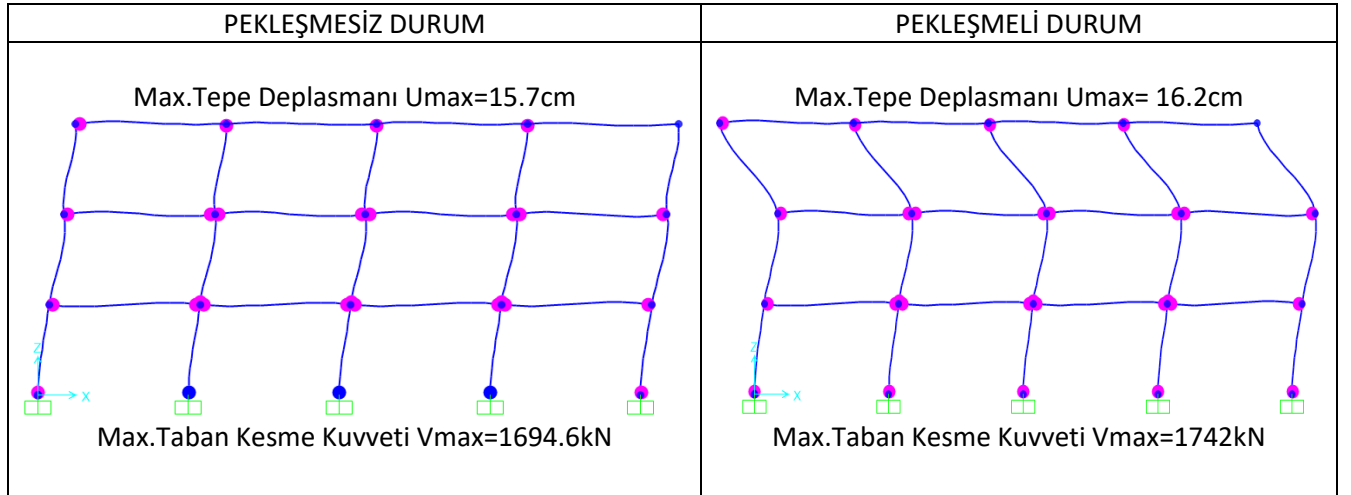 PEKLEŞMESİZ DURUM
Max.Tepe Deplasmanı Umax=15.7cm
Z
X
Max.Taban Kesme Kuvveti Vmax=1694.6kN
PEKLEŞMELİ DURUM
Max.Tepe Deplasmanı Umax= 16.2cm
Z
X
Max.Taban Kesme Kuvveti Vmax=1742kN